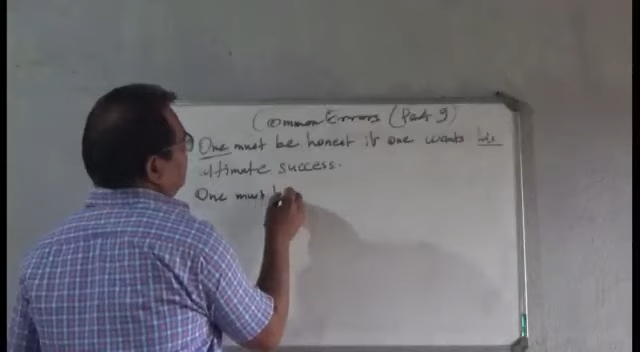 Common Errors (Part 9)
One must be honest if one wants his
ultimate success.
One must b